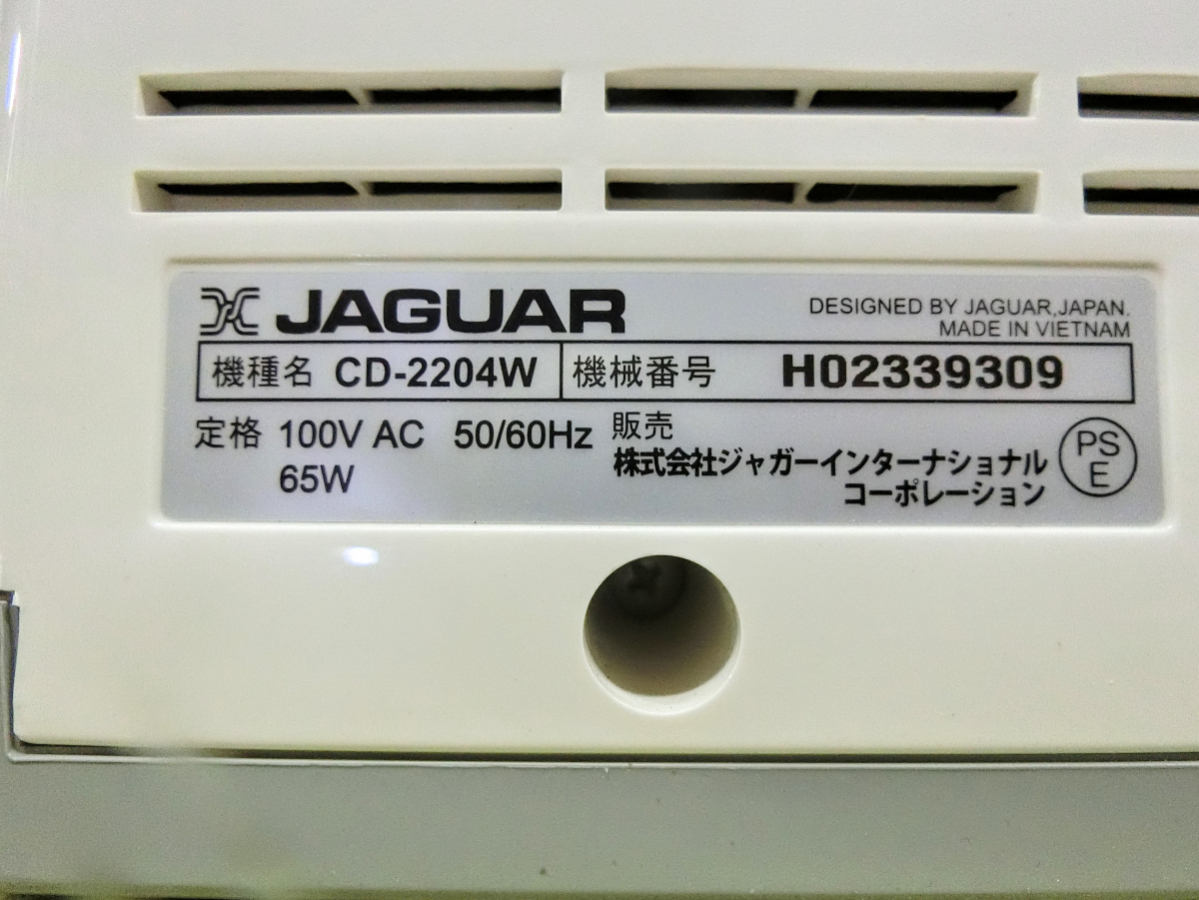 JAGUAR
DESIGNED BY JAGUAR,JAPAN.
MADE IN VIETNAM
機種名 CD-2204W 機械番号 H02339309
定格 100V AC 50/60Hz
65W
販売
株式会社ジャガーインターナショナル
コーポレーション
PS
E